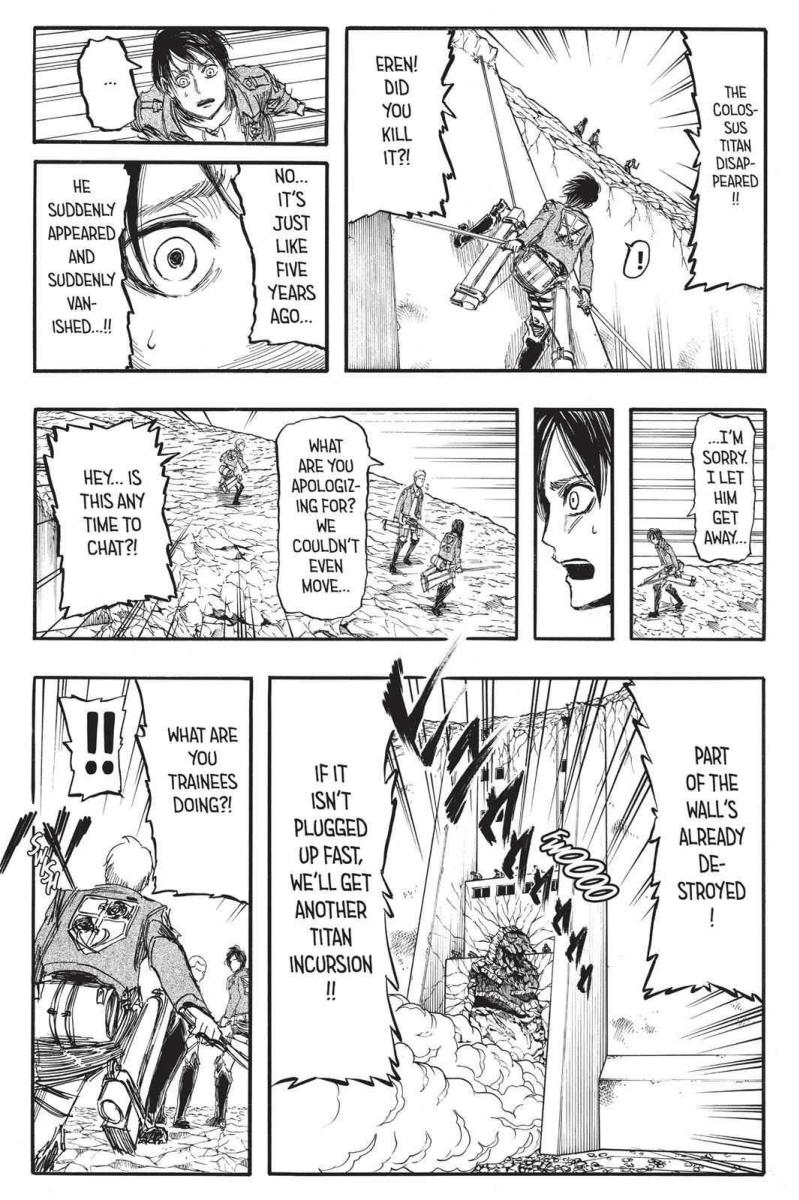 THE
COLOS-
SUS
TITAN
DISAP-
PEARED
!!
EREN!
DID
YOU
KILL
IT?!
!
...
NO...
IT'S
JUST
LIKE
FIVE
YEARS
AGO...
HE
SUDDENLY
APPEARED
AND
SUDDENLY
VAN-
ISHED...!!
...I'M
SORRY.
I LET
HIM
GET
AWAY...
WHAT
ARE YOU
APOLOGIZ-
ING FOR?
WE
COULDN'T
EVEN
MOVE...
HEY... IS
THIS ANY
TIME TO
CHAT?!
PART
OF THE
WALL'S
ALREADY
DE-
STROYED
!
FWOOOO
IF IT
ISN'T
PLUGGED
UP FAST,
WE'LL GET
ANOTHER
TITAN
INCURSION
!!
WHAT ARE
YOU
TRAINEES
DOING?!
!!